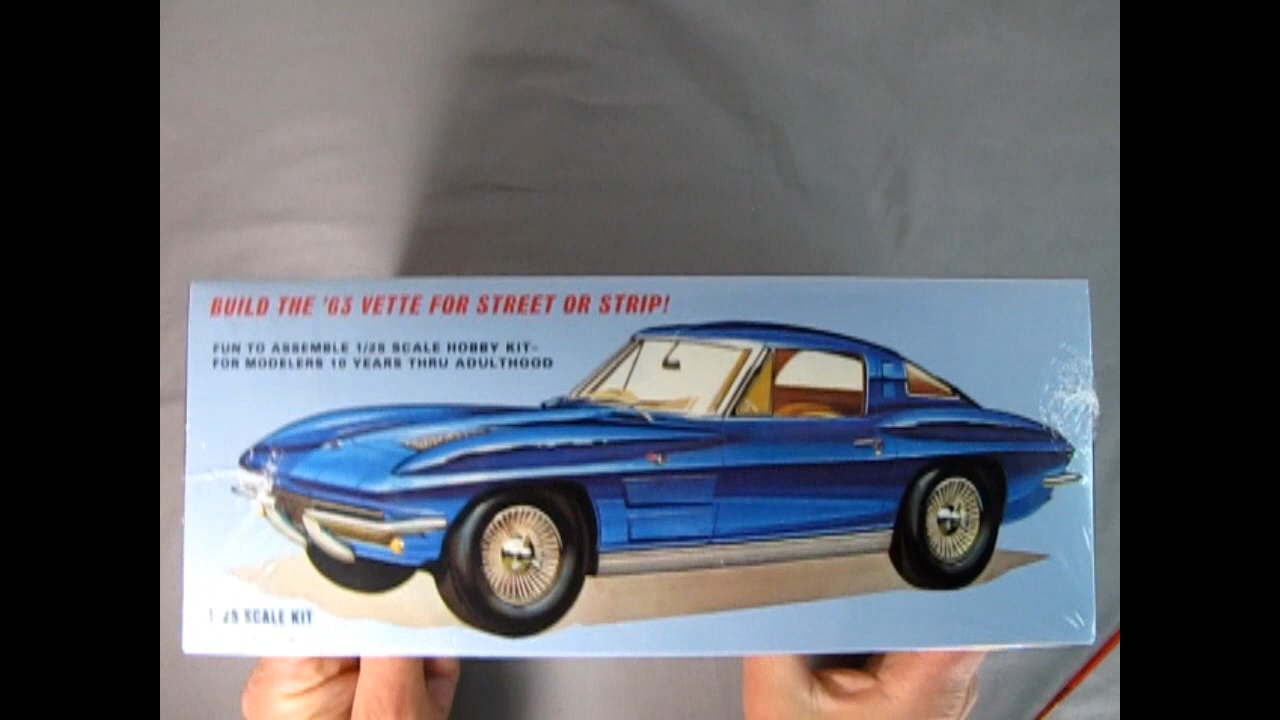 BUILD THE '63 VETTE FOR STREET OR STRIP!
FUN TO ASSEMBLE 1/25 SCALE HOBBY KIT-
FOR MODELERS 10 YEARS THRU ADULTHOOD
1/25 SCALE KIT